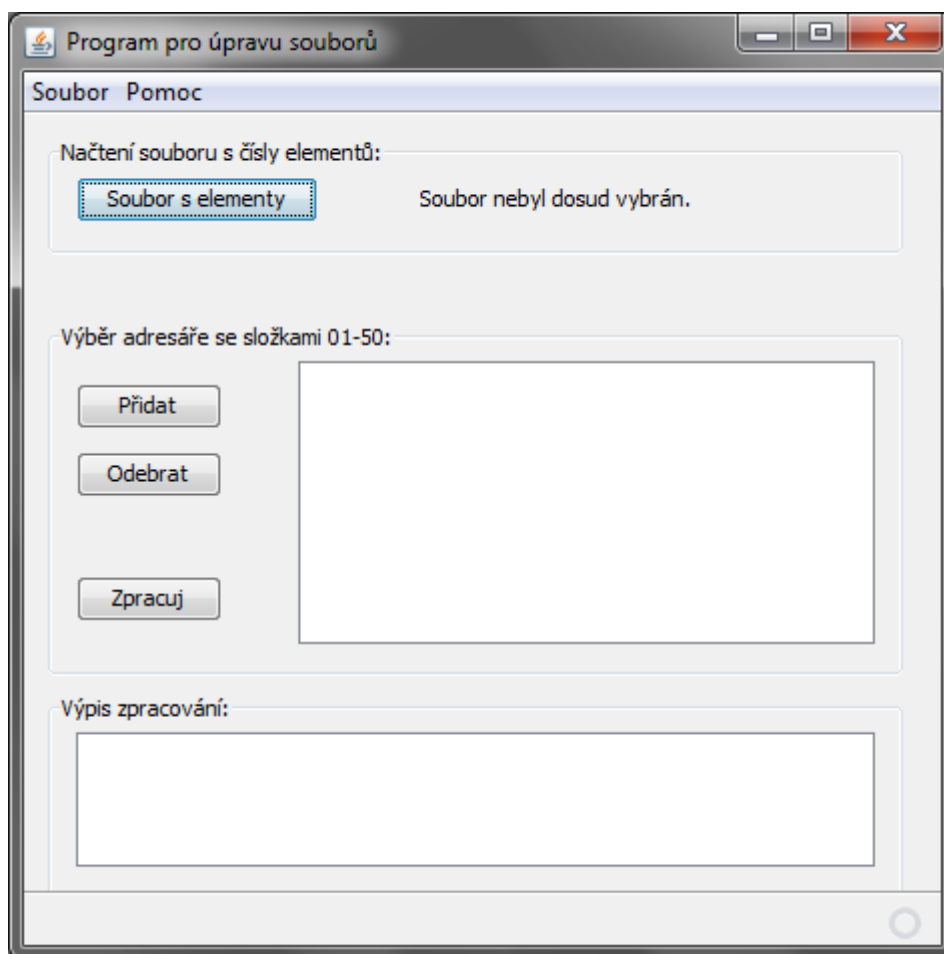 Program pro úpravu souborů
Soubor Pomoc
Načtení souboru s čísly elementů:
Soubor s elementy Soubor nebyl dosud vybrán.
Výběr adresáře se složkami 01-50:
Přidat
Odebrat
Zpracuj
Výpis zpracování: